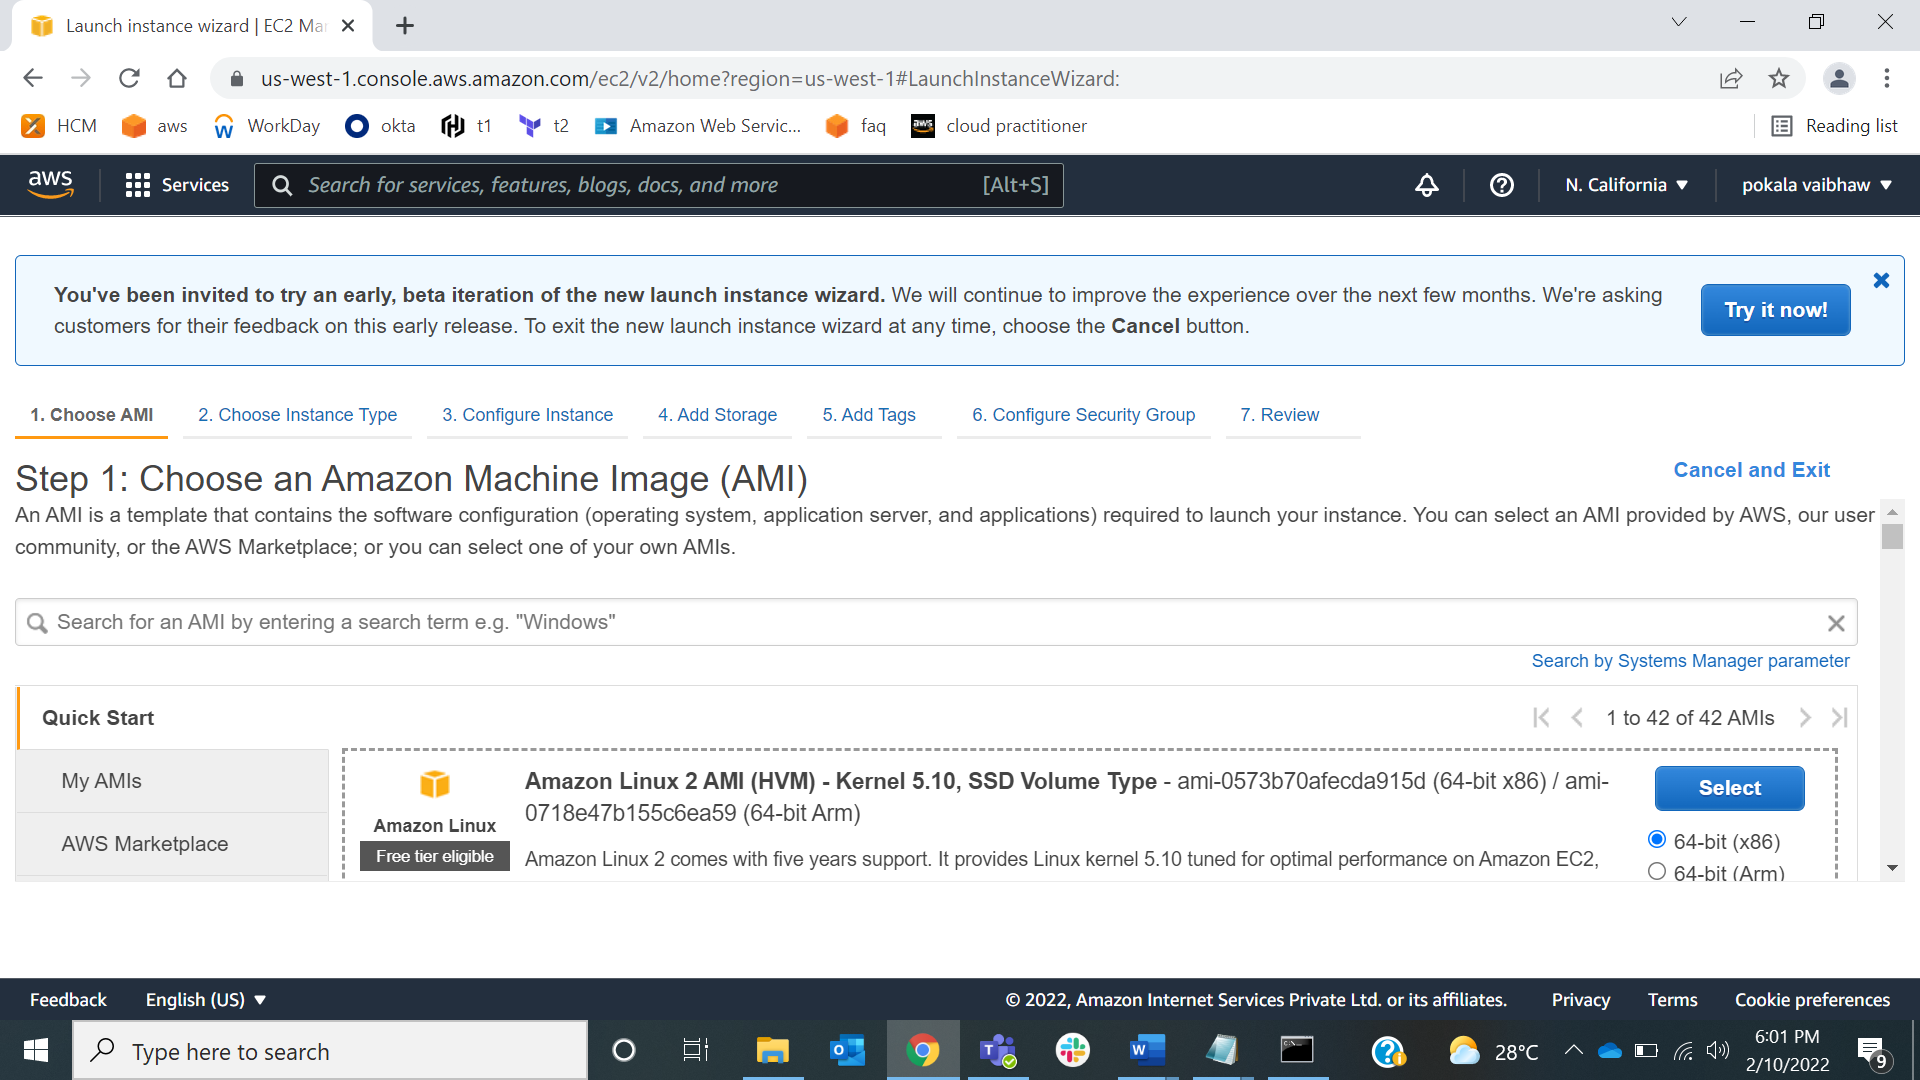 Launch instance wizard | EC2 Ma
us-west-1.console.aws.amazon.com/ec2/v2/home?region=us-west-1#LaunchInstanceWizard:
HCM
aws
WorkDay
okta
t1
t2
Amazon Web Servic...
faq
cloud practitioner
Reading list
aws
Services
Search for services, features, blogs, docs, and more
[Alt+S]
N. California
pokala vaibhaw
You've been invited to try an early, beta iteration of the new launch instance wizard. We will continue to improve the experience over the next few months. We're asking
customers for their feedback on this early release. To exit the new launch instance wizard at any time, choose the Cancel button.
Try it now!
1. Choose AMI
2. Choose Instance Type
3. Configure Instance
4. Add Storage
5. Add Tags
6. Configure Security Group
7. Review
Step 1: Choose an Amazon Machine Image (AMI)
Cancel and Exit
An AMI is a template that contains the software configuration (operating system, application server, and applications) required to launch your instance. You can select an AMI provided by AWS, our user
community, or the AWS Marketplace; or you can select one of your own AMIs.
Search for an AMI by entering a search term e.g. "Windows"
Search by Systems Manager parameter
Quick Start
1 to 42 of 42 AMIs
My AMIs
AWS Marketplace
Amazon Linux
Free tier eligible
Amazon Linux 2 AMI (HVM) - Kernel 5.10, SSD Volume Type - ami-0573b70afecda915d (64-bit x86) / ami-
0718e47b155c6ea59 (64-bit Arm)
Amazon Linux 2 comes with five years support. It provides Linux kernel 5.10 tuned for optimal performance on Amazon EC2,
Select
64-bit (x86)
64-bit (Arm)
Feedback
English (US)
© 2022, Amazon Internet Services Private Ltd. or its affiliates.
Privacy
Terms
Cookie preferences
Type here to search
28°C
6:01 PM
2/10/2022
9